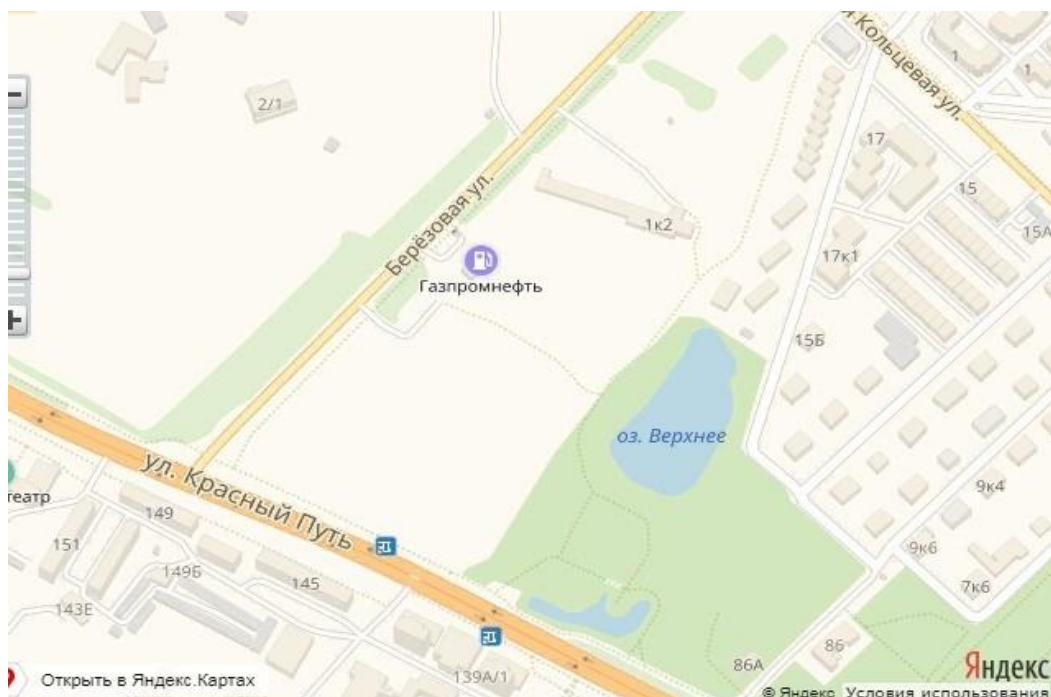 я Кольцевая ул.
1
1
2/1
17
Берёзовая ул.
15
1к2
15А
17к1
Газпромнефть
15Б
оз. Верхнее
ул. Красный Путь
театр
9к4
149
151
9к6
149Б
145
7к6
143Е
86
86А
139А/1
Яндекс
Открыть в Яндекс.Картах
© Яндекс Условия использования